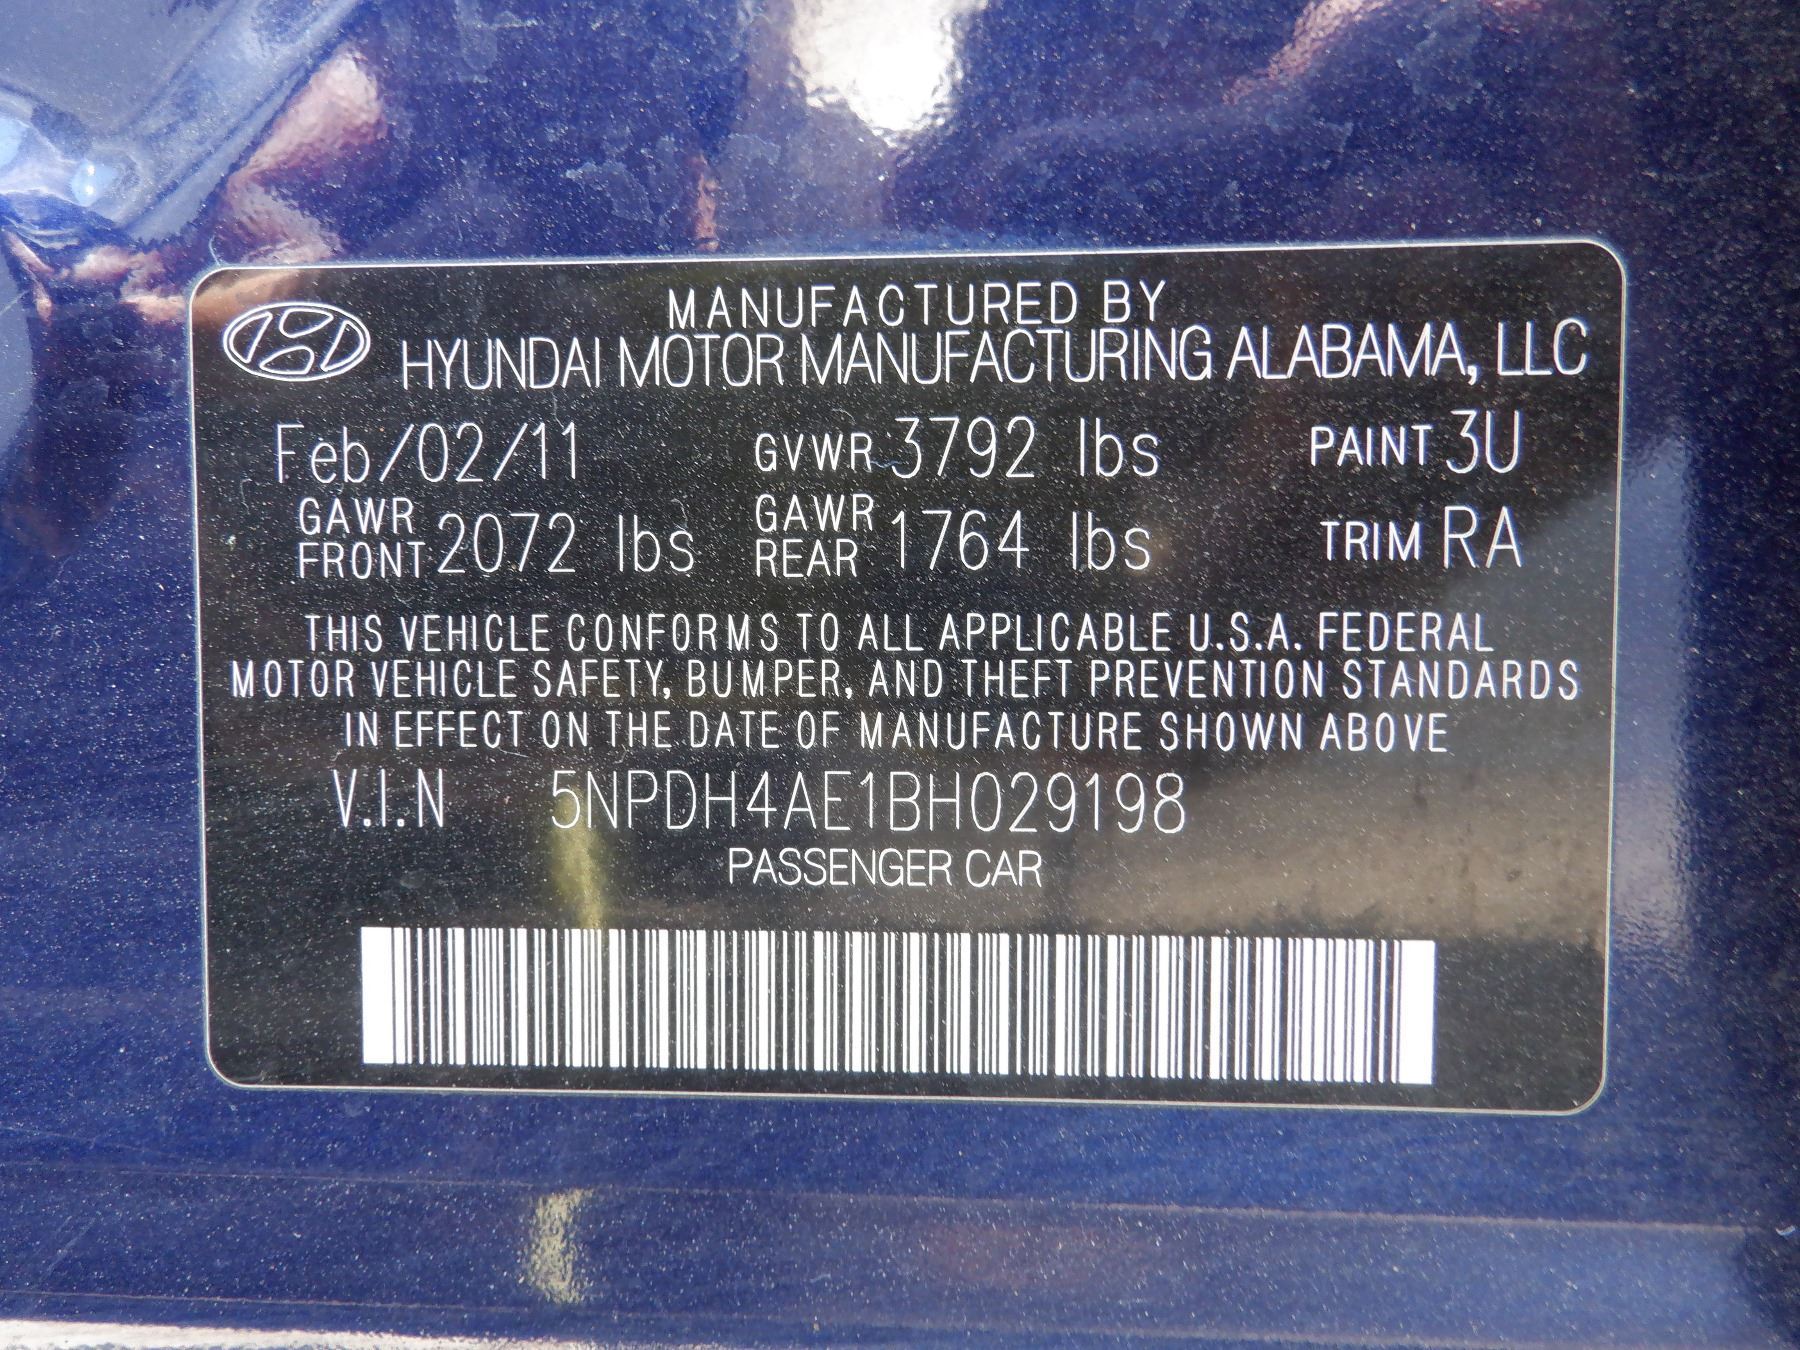 MANUFACTURED BY
HYUNDAI MOTOR MANUFACTURING ALABAMA, LLC
Feb/02/11 GVWR 3792 lbs PAINT 3U
GAWR FRONT 2072 lbs GAWR REAR 1764 lbs TRIM RA
THIS VEHICLE CONFORMS TO ALL APPLICABLE U.S.A. FEDERAL
MOTOR VEHICLE SAFETY, BUMPER, AND THEFT PREVENTION STANDARDS
IN EFFECT ON THE DATE OF MANUFACTURE SHOWN ABOVE
V.I.N 5NPDH4AE1BH029198
PASSENGER CAR